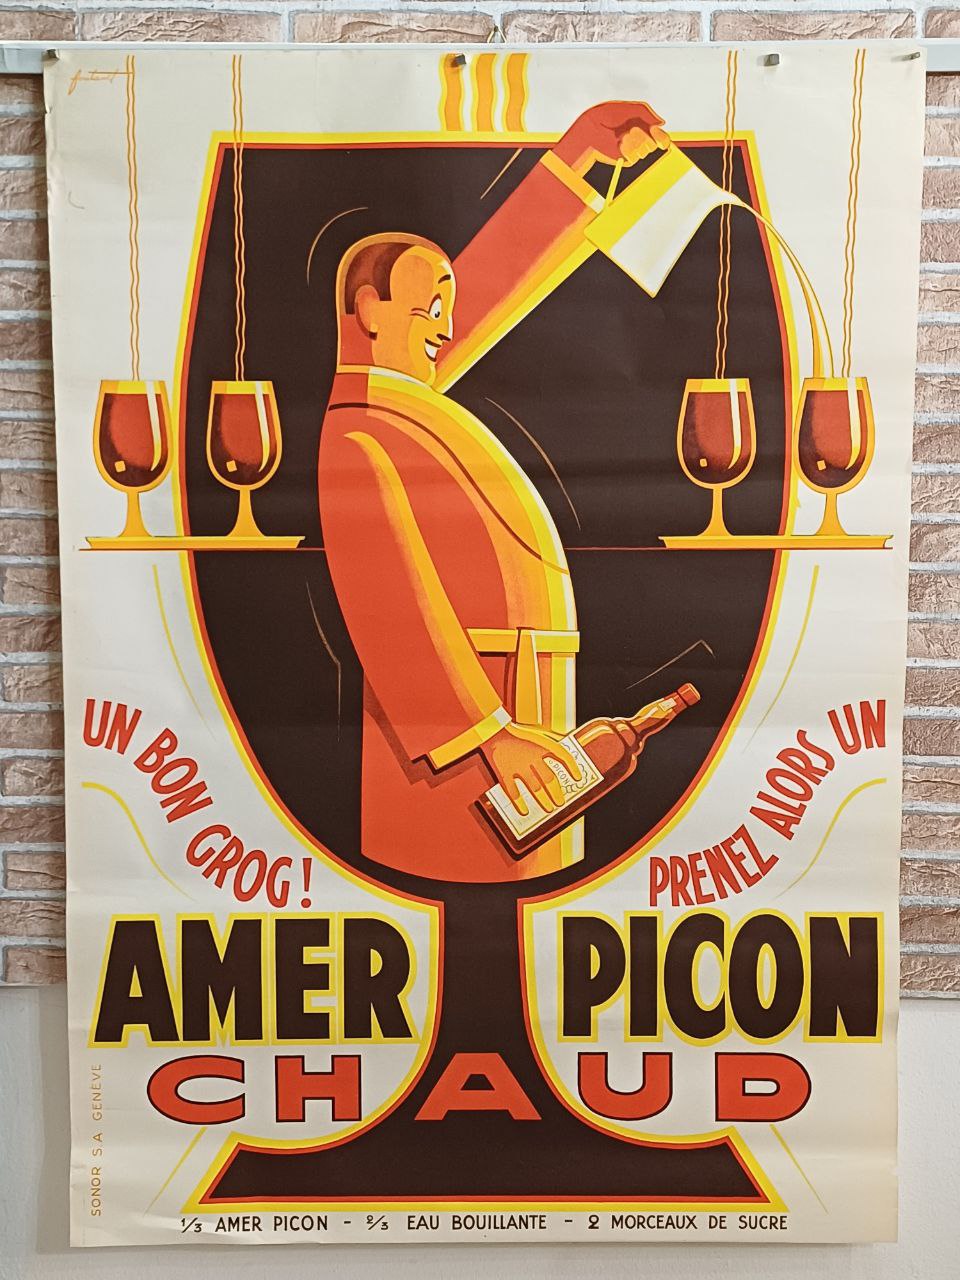 UN BON GROG!
PRENEZ ALORS UN
PICON
AMER PICON
CHAUD
SONOR S.A GENÈVE
1/3 AMER PICON - 2/3 EAU BOUILLANTE - 2 MORCEAUX DE SUCRE